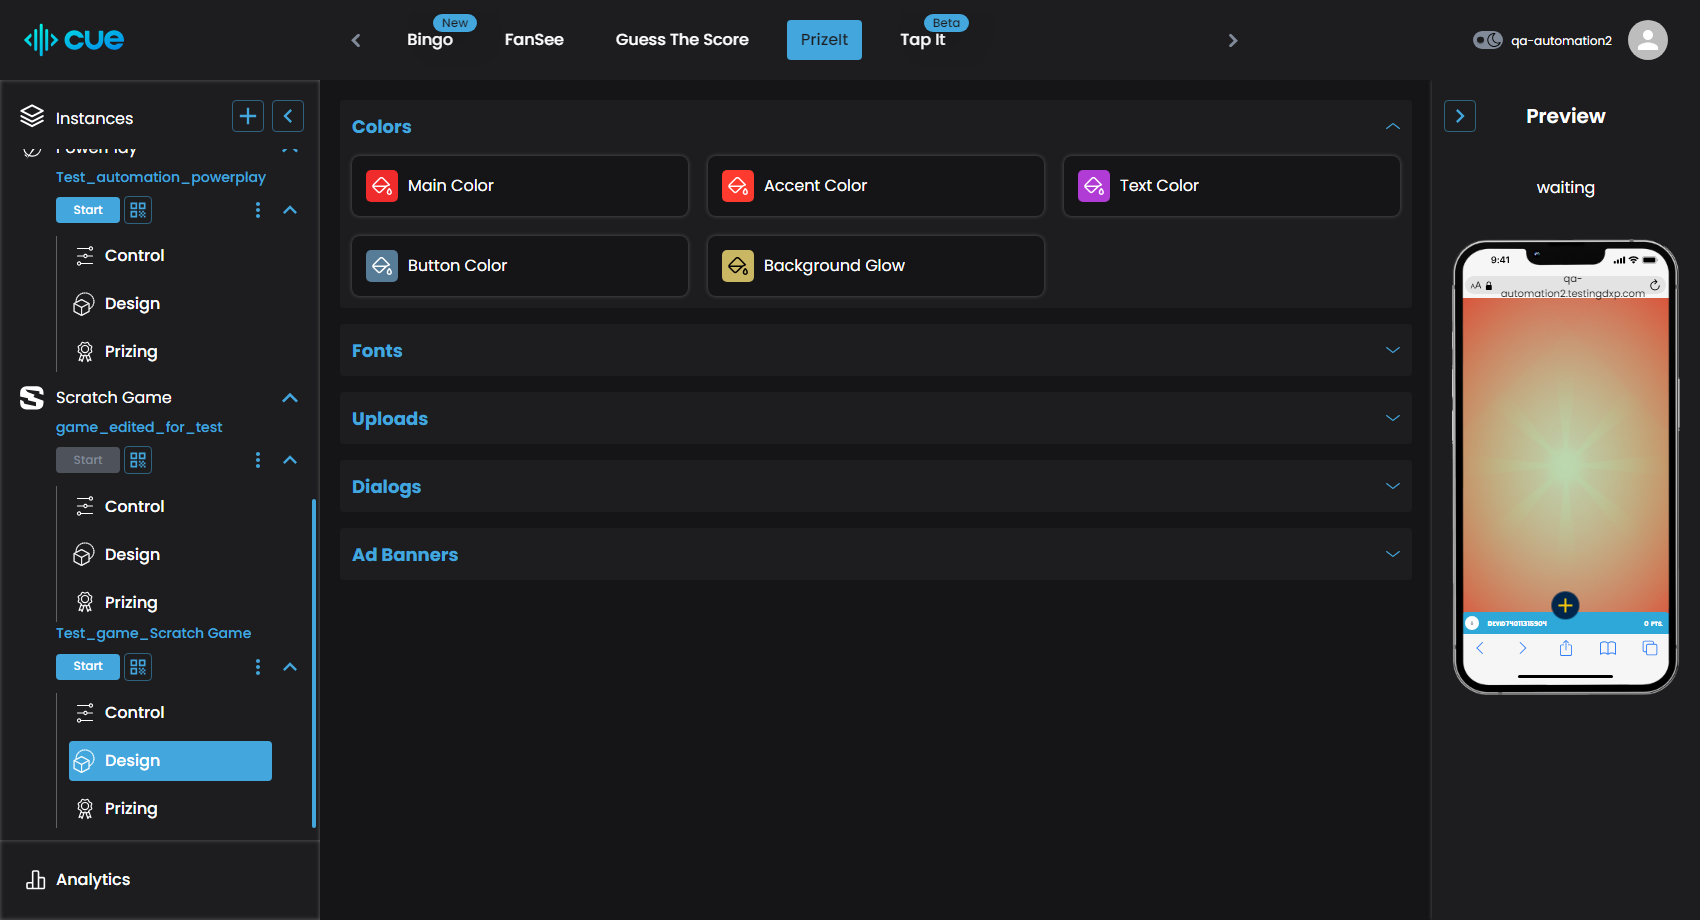 cue
Bingo
New
FanSee
Guess The Score
PrizeIt
Tap It
Beta
qa-automation2
Instances
PowerPlay
Test_automation_powerplay
Start
Control
Design
Prizing
Scratch Game
game_edited_for_test
Start
Control
Design
Prizing
Test_game_Scratch Game
Start
Control
Design
Prizing
Analytics
Colors
Main Color
Accent Color
Text Color
Button Color
Background Glow
Fonts
Uploads
Dialogs
Ad Banners
Preview
waiting
9:41
AA
qa-
automation2.testingdxp.com
0 PTS.